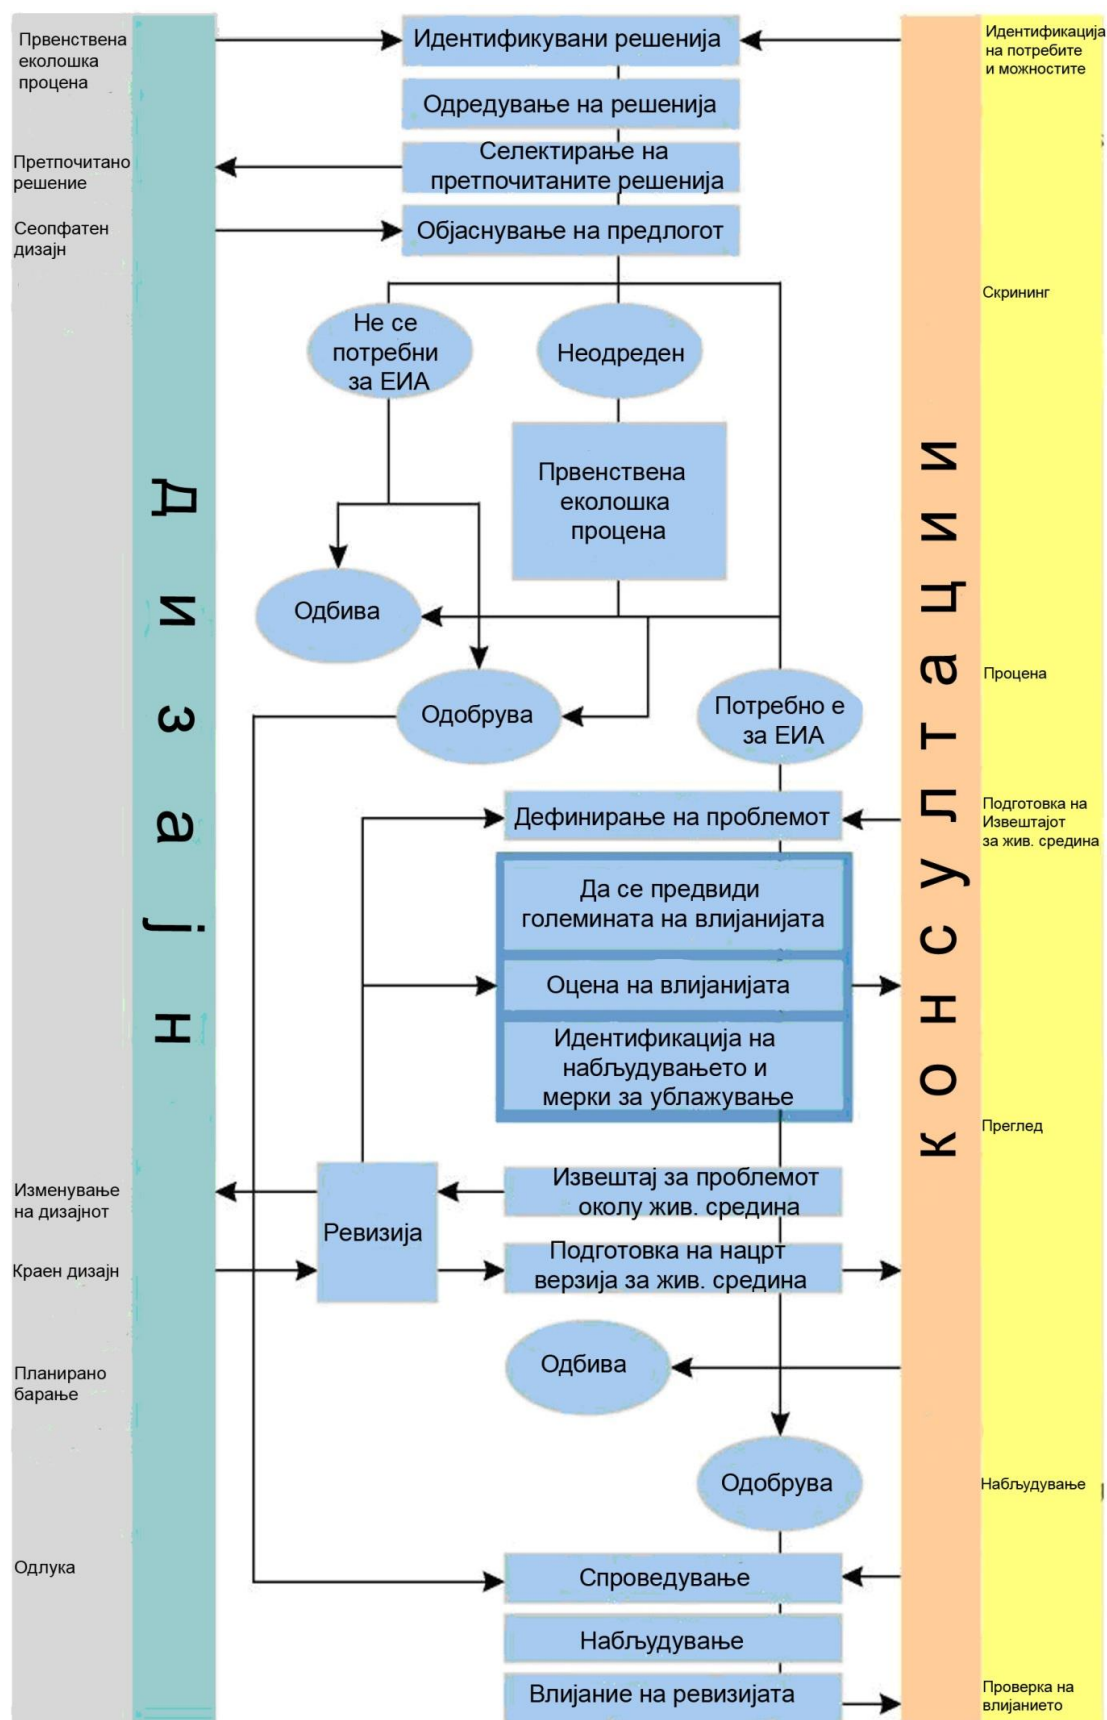 Првенствена
еколошка
процена
Претпочитано
решение
Сеопфатен
дизајн
Изменување
на дизајнот
Краен дизајн
Планирано
барање
Одлука
дизајн
Идентификувани решенија
Одредување на решенија
Селектирање на
претпочитаните решенија
Објаснување на предлогот
Не се
потребни
за ЕИА
Неодреден
Првенствена
еколошка
процена
Одбива
Одобрува
Потребно е
за ЕИА
Дефинирање на проблемот
Да се предвиди
големината на влијанијата
Оцена на влијанијата
Идентификација на
набљудувањето и
мерки за ублажување
Ревизија
Извештај за проблемот
околу жив. средина
Подготовка на нацрт
верзија за жив. средина
Одбива
Одобрува
Спроведување
Набљудување
Влијание на ревизијата
консултации
Идентификација
на потребите
и можностите
Скрининг
Процена
Подготовка на
Извештајот
за жив. средина
Преглед
Набљудување
Проверка на
влијанието